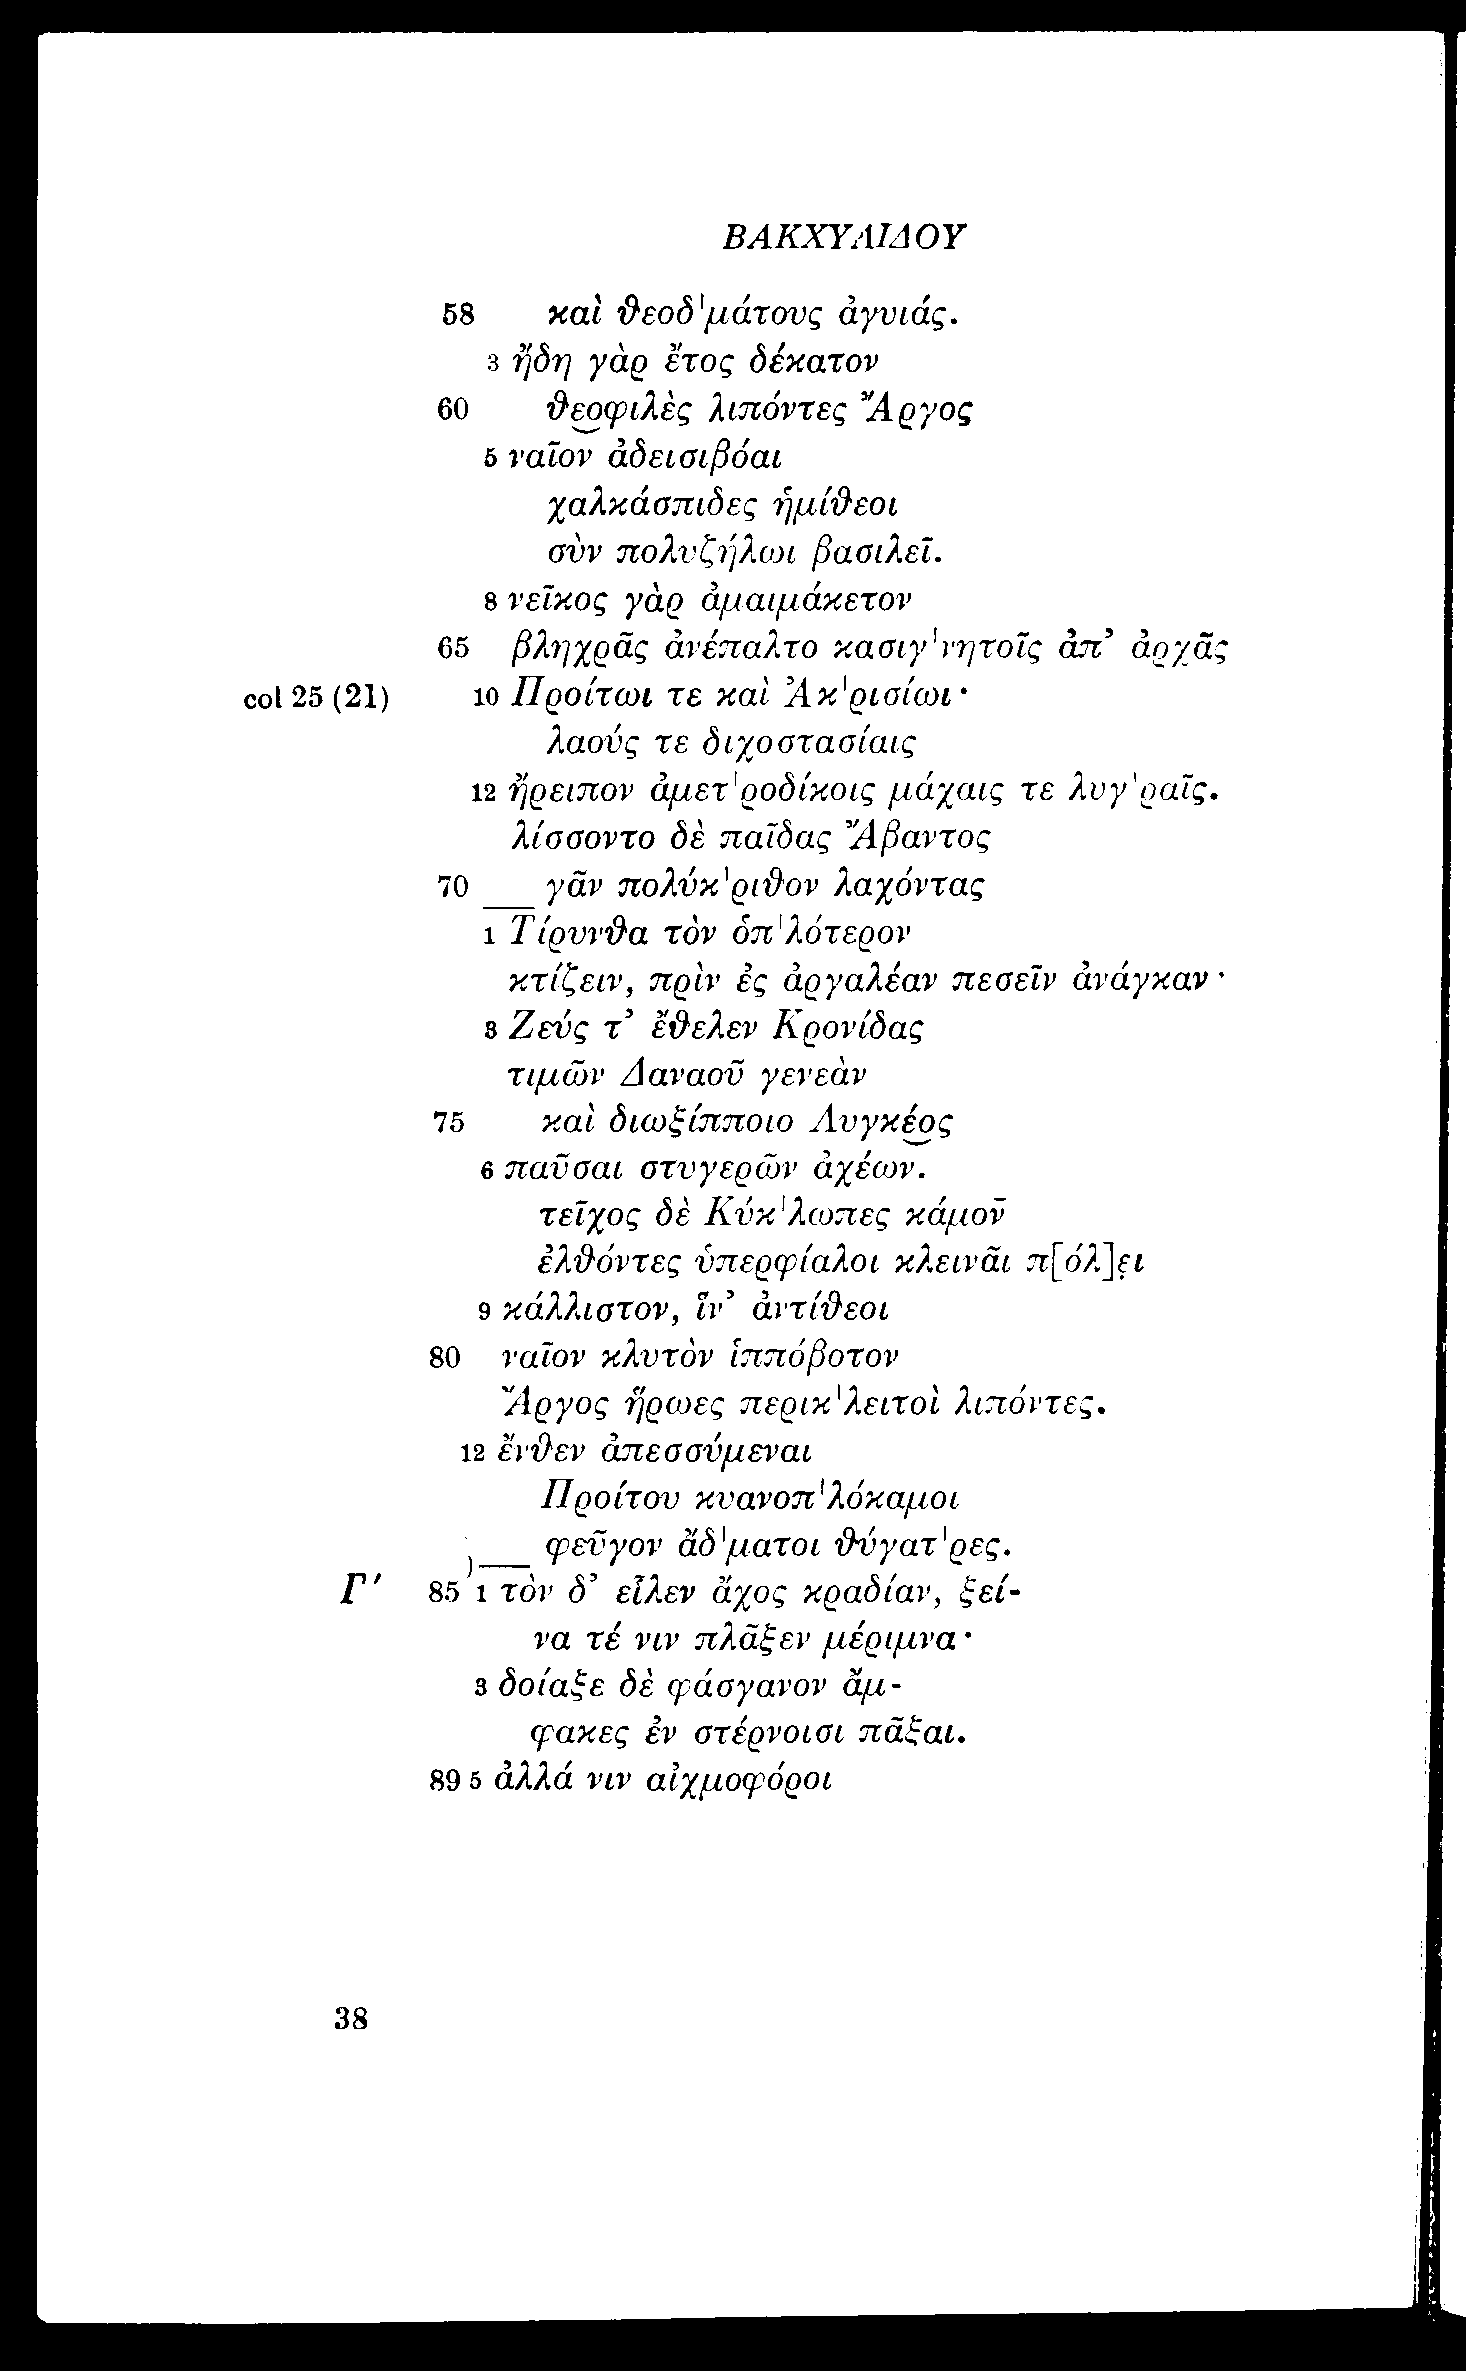 ΒΑΚΧΥΛΙΔΟΥ
58 καὶ θεοδ'μάτους ἀγυιάς.
3 ἤδη γὰρ ἔτος δέκατον
60 θεοφιλὲς λιπόντες Ἄργος
5 ναῖον ἀδεισιβόαι
χαλκάσπιδες ἡμίθεοι
σὺν πολυζήλωι βασιλεῖ.
8 νεῖκος γὰρ ἀμαιμάκετον
65 βληχρᾶς ἀνέπαλτο κασιγ'νητοῖς ἀπ’ ἀρχᾶς
col 25 (21) 10 Προίτωι τε καὶ Ἀκ'ρισίωι·
λαούς τε διχοστασίαις
12 ἤρειπον ἀμετ'ροδίκοις μάχαις τε λυγ'ραῖς.
λίσσοντο δὲ παῖδας Ἄβαντος
70 __ γᾶν πολύκ'ριθον λαχόντας
1 Τίρυνθα τὸν ὁπ'λότερον
κτίζειν, πρὶν ἐς ἀργαλέαν πεσεῖν ἀνάγκαν·
3 Ζεύς τ’ ἔθελεν Κρονίδας
τιμῶν Δαναοῦ γενεὰν
75 καὶ διωξίπποιο Λυγκέος
6 παῦσαι στυγερῶν ἀχέων.
τεῖχος δὲ Κύκ'λωπες κάμον
ἐλθόντες ὑπερφίαλοι κλεινᾶι π[όλ]ε̣ι
9 κάλλιστον, ἵν’ ἀντίθεοι
80 ναῖον κλυτὸν ἱππόβοτον
Ἄργος ἥρωες περικ'λειτοὶ λιπόντες.
12 ἔνθεν ἀπεσσύμεναι
Προίτου κυανοπ'λόκαμοι
)__ φεῦγον ἄδ'ματοι θύγατ'ρες.
Γ' 85 1 τὸν δ’ εἷλεν ἄχος κραδίαν, ξεί-
να τέ νιν πλᾶξεν μέριμνα·
3 δοίαξε δὲ φάσγανον ἄμ-
φακες ἐν στέρνοισι πᾶξαι.
89 5 ἀλλά νιν αἰχμοφόροι
38